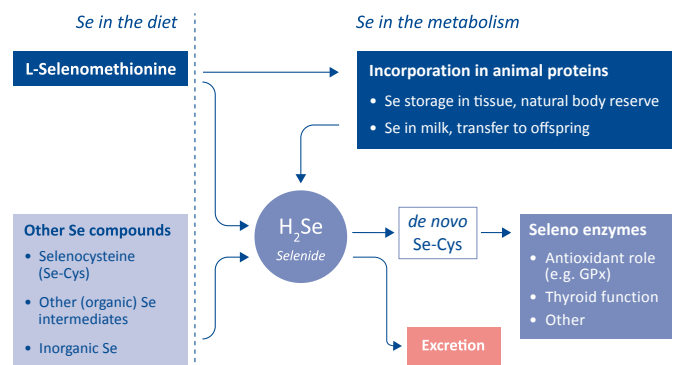 Se in the diet
Se in the metabolism
L-Selenomethionine
Incorporation in animal proteins
• Se storage in tissue, natural body reserve
• Se in milk, transfer to offspring
Other Se compounds
• Selenocysteine
(Se-Cys)
• Other (organic) Se
intermediates
• Inorganic Se
H₂Se
Selenide
de novo
Se-Cys
Seleno enzymes
• Antioxidant role
(e.g. GPx)
• Thyroid function
• Other
Excretion